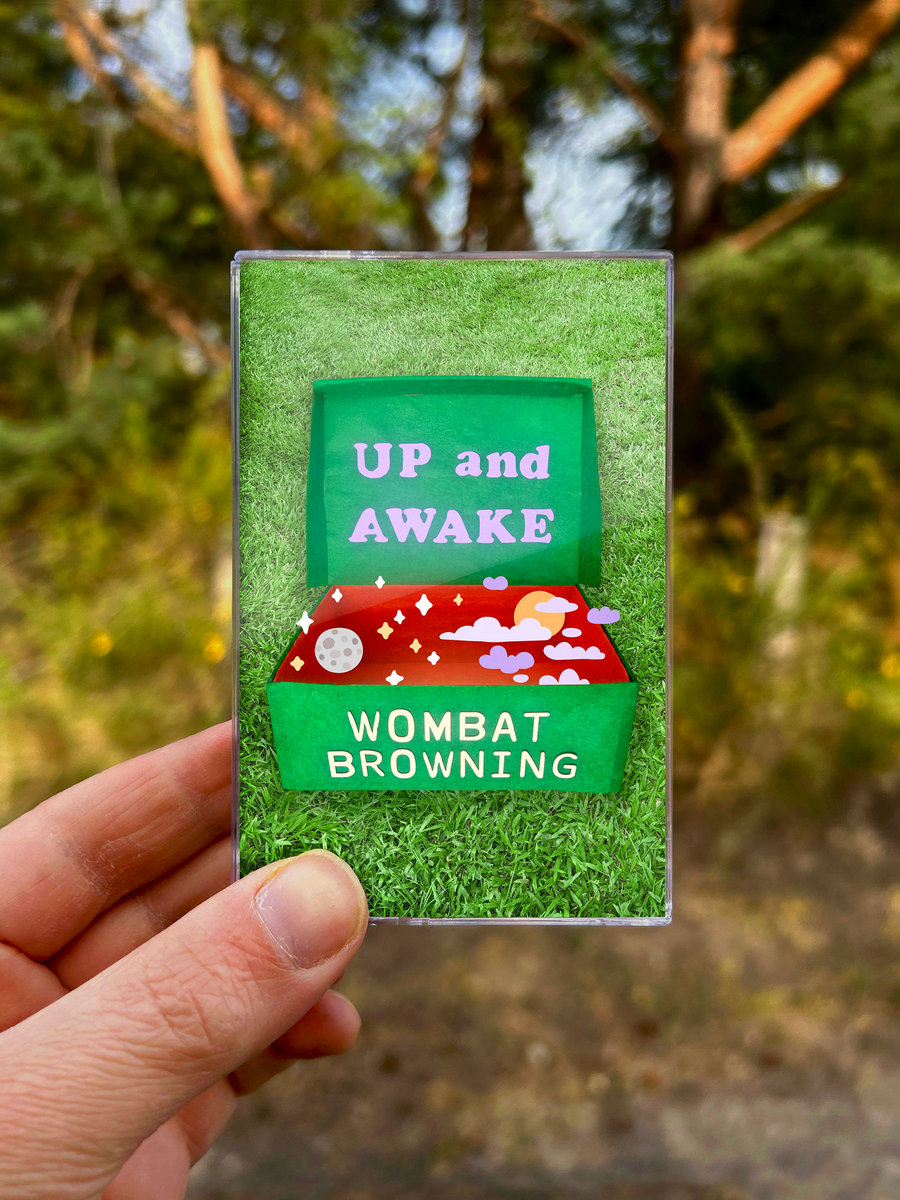 UP and
AWAKE
WOMBAT
BROWNING